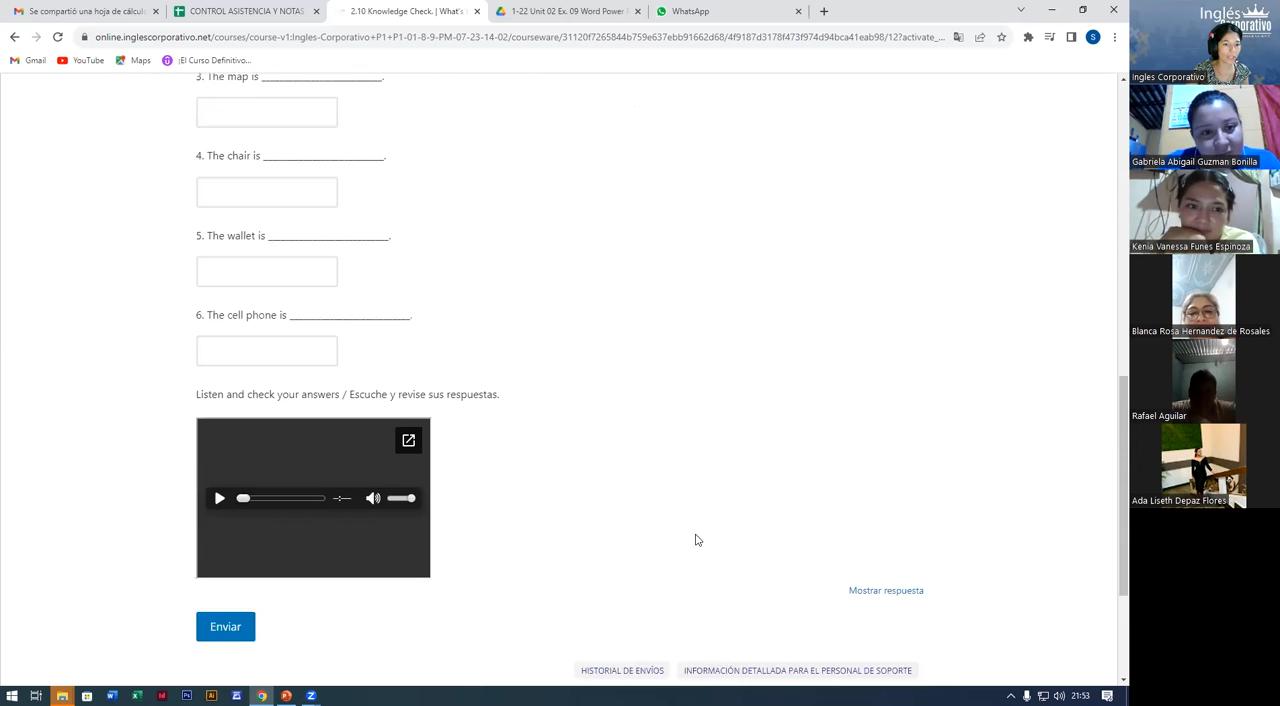 Se compartió una hoja de cálcul
CONTROL ASISTENCIA Y NOTAS
2.10 Knowledge Check. | What's i
1-22 Unit 02 Ex. 09 Word Power P
WhatsApp
online.inglescorporativo.net/courses/course-v1:Ingles-Corporativo+P1+P1-01-8-9-PM-07-23-14-02/courseware/31120f7265844b759e637ebb91662d68/4f9187d3178f473f974d94bca41eab98/12?activate_...
S
Gmail
YouTube
Maps
¡El Curso Definitivo...
3. The map is ________________________.
4. The chair is ________________________.
5. The wallet is ________________________.
6. The cell phone is ________________________.
Listen and check your answers / Escuche y revise sus respuestas.
-:--
Mostrar respuesta
Enviar
HISTORIAL DE ENVÍOS
INFORMACIÓN DETALLADA PARA EL PERSONAL DE SOPORTE
21:53
Inglés
Corporativo
Ingles Corporativo
Gabriela Abigail Guzman Bonilla
Kenia Vanessa Funes Espinoza
Blanca Rosa Hernandez de Rosales
Rafael Aguilar
Ada Liseth Depaz Flores